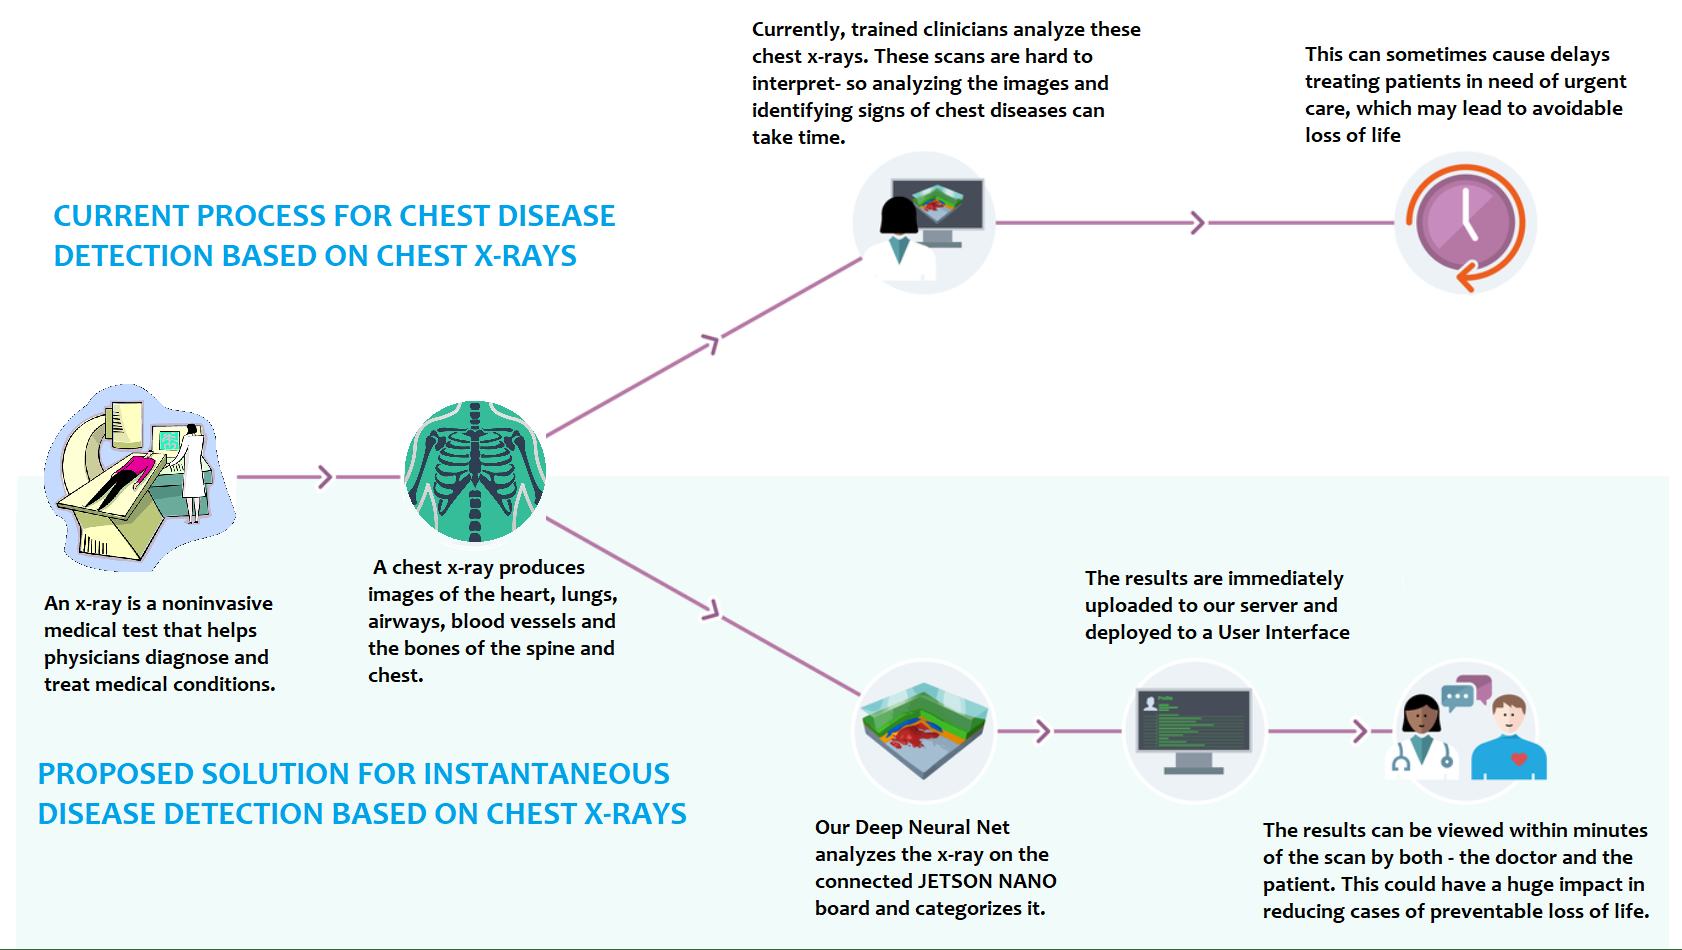 Currently, trained clinicians analyze these
chest x-rays. These scans are hard to
interpret- so analyzing the images and
identifying signs of chest diseases can
take time.
This can sometimes cause delays
treating patients in need of urgent
care, which may lead to avoidable
loss of life
CURRENT PROCESS FOR CHEST DISEASE
DETECTION BASED ON CHEST X-RAYS
An x-ray is a noninvasive
medical test that helps
physicians diagnose and
treat medical conditions.
A chest x-ray produces
images of the heart, lungs,
airways, blood vessels and
the bones of the spine and
chest.
The results are immediately
uploaded to our server and
deployed to a User Interface
Profile
PROPOSED SOLUTION FOR INSTANTANEOUS
DISEASE DETECTION BASED ON CHEST X-RAYS
Our Deep Neural Net
analyzes the x-ray on the
connected JETSON NANO
board and categorizes it.
The results can be viewed within minutes
of the scan by both - the doctor and the
patient. This could have a huge impact in
reducing cases of preventable loss of life.